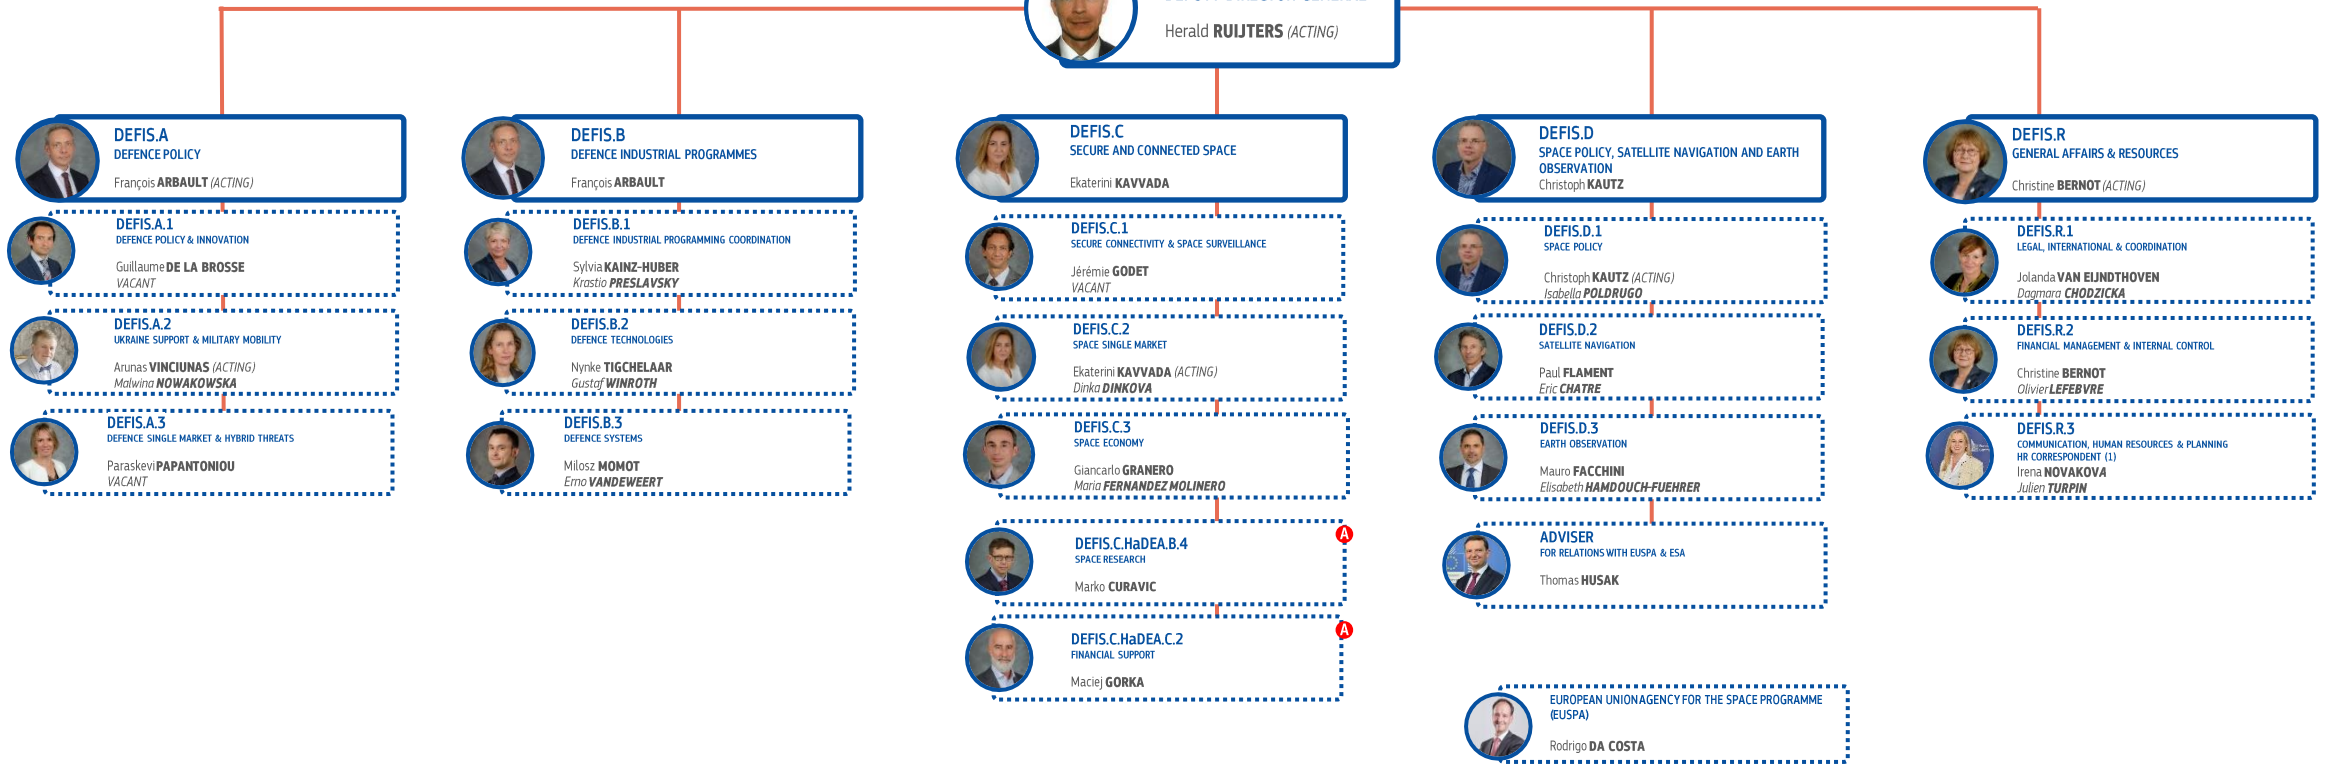 Herald RUIJTERS (ACTING)
DEFIS.A
DEFENCE POLICY
François ARBAULT (ACTING)
DEFIS.A.1
DEFENCE POLICY & INNOVATION
Guillaume DE LA BROSSE
VACANT
DEFIS.A.2
UKRAINE SUPPORT & MILITARY MOBILITY
Arunas VINCIUNAS (ACTING)
Malwina NOWAKOWSKA
DEFIS.A.3
DEFENCE SINGLE MARKET & HYBRID THREATS
Paraskevi PAPANTONIOU
VACANT
DEFIS.B
DEFENCE INDUSTRIAL PROGRAMMES
François ARBAULT
DEFIS.B.1
DEFENCE INDUSTRIAL PROGRAMMING COORDINATION
Sylvia KAINZ-HUBER
Krastio PRESLAVSKY
DEFIS.B.2
DEFENCE TECHNOLOGIES
Nynke TIGCHELAAR
Gustaf WINROTH
DEFIS.B.3
DEFENCE SYSTEMS
Milosz MOMOT
Erno VANDEWEERT
DEFIS.C
SECURE AND CONNECTED SPACE
Ekaterini KAVVADA
DEFIS.C.1
SECURE CONNECTIVITY & SPACE SURVEILLANCE
Jérémie GODET
VACANT
DEFIS.C.2
SPACE SINGLE MARKET
Ekaterini KAVVADA (ACTING)
Dinka DINKOVA
DEFIS.C.3
SPACE ECONOMY
Giancarlo GRANERO
Maria FERNANDEZ MOLINERO
A
DEFIS.C.HaDEA.B.4
SPACE RESEARCH
Marko CURAVIC
A
DEFIS.C.HaDEA.C.2
FINANCIAL SUPPORT
Maciej GORKA
DEFIS.D
SPACE POLICY, SATELLITE NAVIGATION AND EARTH
OBSERVATION
Christoph KAUTZ
DEFIS.D.1
SPACE POLICY
Christoph KAUTZ (ACTING)
Isabella POLDRUGO
DEFIS.D.2
SATELLITE NAVIGATION
Paul FLAMENT
Eric CHATRE
DEFIS.D.3
EARTH OBSERVATION
Mauro FACCHINI
Elisabeth HAMDOUCH-FUEHRER
ADVISER
FOR RELATIONS WITH EUSPA & ESA
Thomas HUSAK
EUROPEAN UNION AGENCY FOR THE SPACE PROGRAMME
(EUSPA)
Rodrigo DA COSTA
DEFIS.R
GENERAL AFFAIRS & RESOURCES
Christine BERNOT (ACTING)
DEFIS.R.1
LEGAL, INTERNATIONAL & COORDINATION
Jolanda VAN EIJNDTHOVEN
Dagmara CHODZICKA
DEFIS.R.2
FINANCIAL MANAGEMENT & INTERNAL CONTROL
Christine BERNOT
Olivier LEFEBVRE
DEFIS.R.3
COMMUNICATION, HUMAN RESOURCES & PLANNING
HR CORRESPONDENT (1)
Irena NOVAKOVA
Julien TURPIN